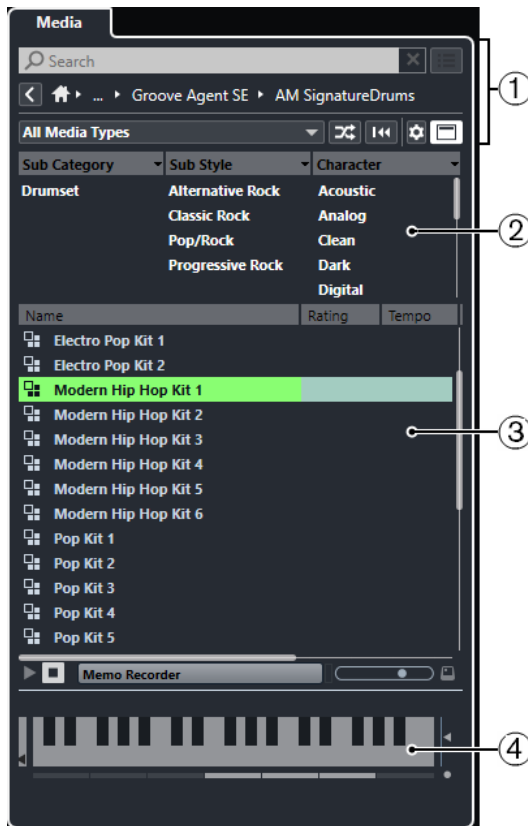 Media
Search
... Groove Agent SE AM SignatureDrums
1
All Media Types
Sub Category Sub Style Character
Drumset Alternative Rock Acoustic
Classic Rock Analog
Pop/Rock Clean
2
Progressive Rock Dark
Digital
Name Rating Tempo
Electro Pop Kit 1
Electro Pop Kit 2
Modern Hip Hop Kit 1
Modern Hip Hop Kit 2
Modern Hip Hop Kit 3
3
Modern Hip Hop Kit 4
Modern Hip Hop Kit 5
Modern Hip Hop Kit 6
Pop Kit 1
Pop Kit 2
Pop Kit 3
Pop Kit 4
Pop Kit 5
Memo Recorder
4